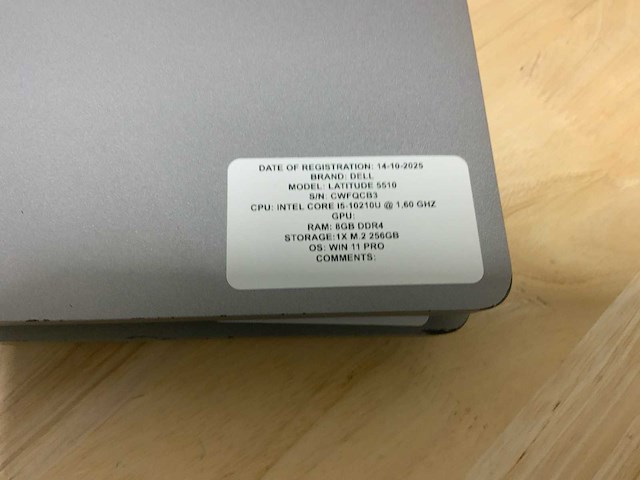 DATE OF REGISTRATION: 14-10-2025
BRAND: DELL
MODEL: LATITUDE 5510
S/N: CWFQCB3
CPU: INTEL CORE I5-10210U @ 1,60 GHZ
GPU:
RAM: 8GB DDR4
STORAGE:1X M.2 256GB
OS: WIN 11 PRO
COMMENTS: